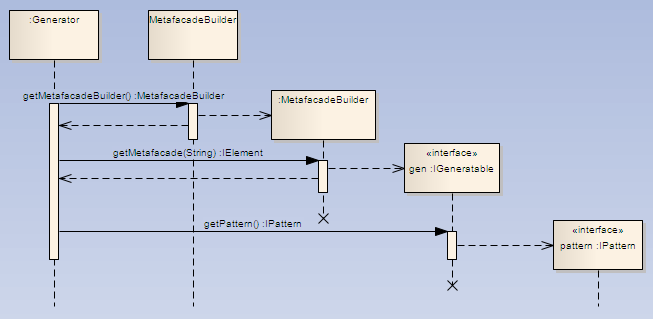 :Generator
MetafacadeBuilder
getMetafacadeBuilder() :MetafacadeBuilder
:MetafacadeBuilder
getMetafacade(String) :IElement
«interface»
gen :IGeneratable
getPattern() :IPattern
«interface»
pattern :IPattern